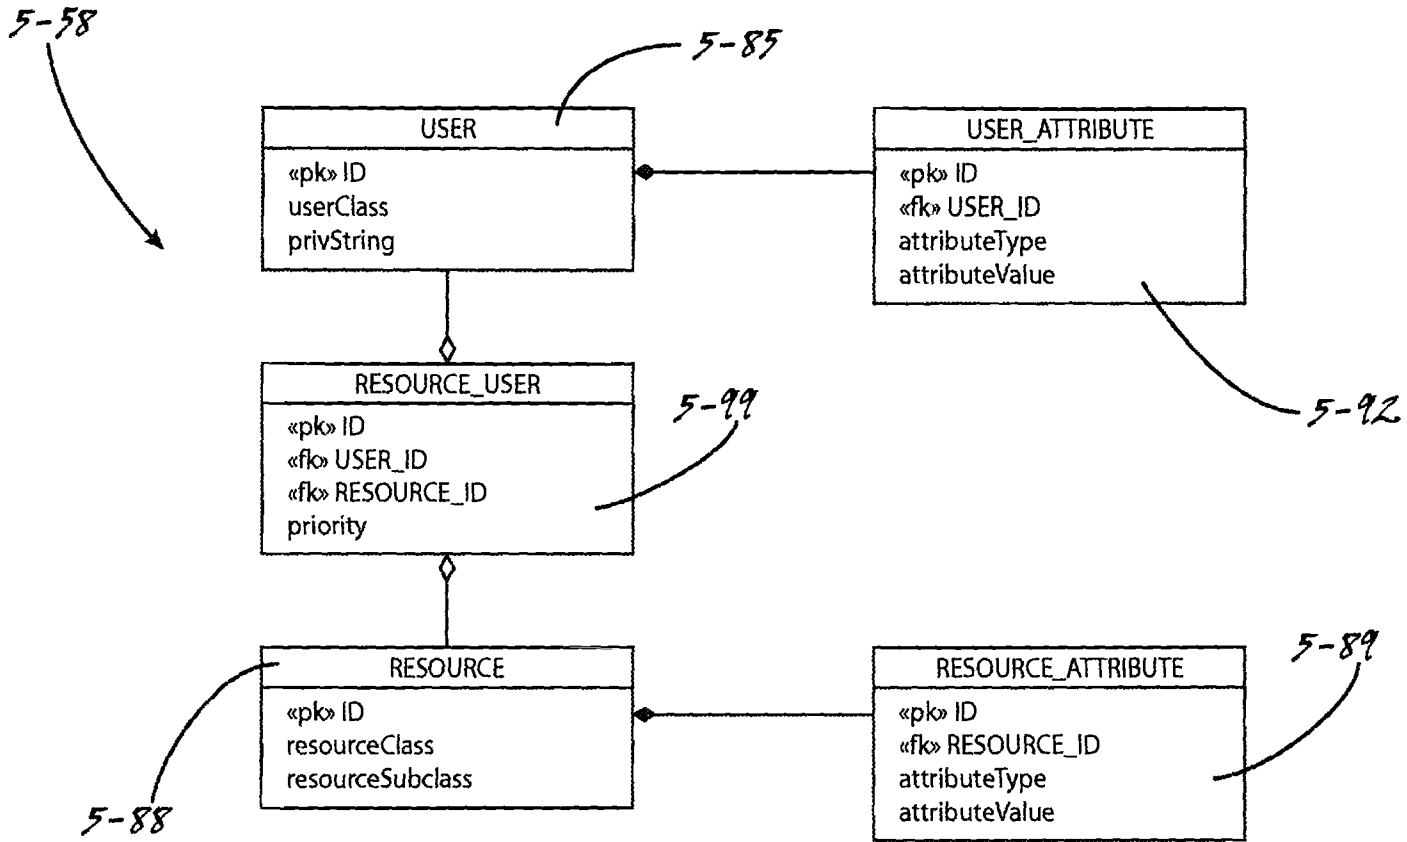 5-58
5-85
USER
«pk» ID
userClass
privString
USER_ATTRIBUTE
«pk» ID
«fk» USER_ID
attributeType
attributeValue
5-92
RESOURCE_USER
«pk» ID
«fk» USER_ID
«fk» RESOURCE_ID
priority
5-99
RESOURCE
«pk» ID
resourceClass
resourceSubclass
5-88
RESOURCE_ATTRIBUTE
«pk» ID
«fk» RESOURCE_ID
attributeType
attributeValue
5-89